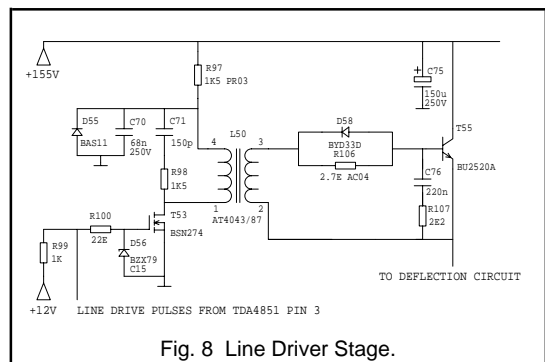 +155V
R97
1K5 PR03
C75
150u
250V
D55
BAS11
C70
68n
250V
C71
150p
R98
1K5
L50
4
3
1
2
AT4043/87
D58
BYD33D
R106
2.7E AC04
T55
BU2520A
C76
220n
R107
2E2
R100
22E
T53
BSN274
D56
BZX79
C15
R99
1K
+12V
LINE DRIVE PULSES FROM TDA4851 PIN 3
TO DEFLECTION CIRCUIT
Fig. 8 Line Driver Stage.